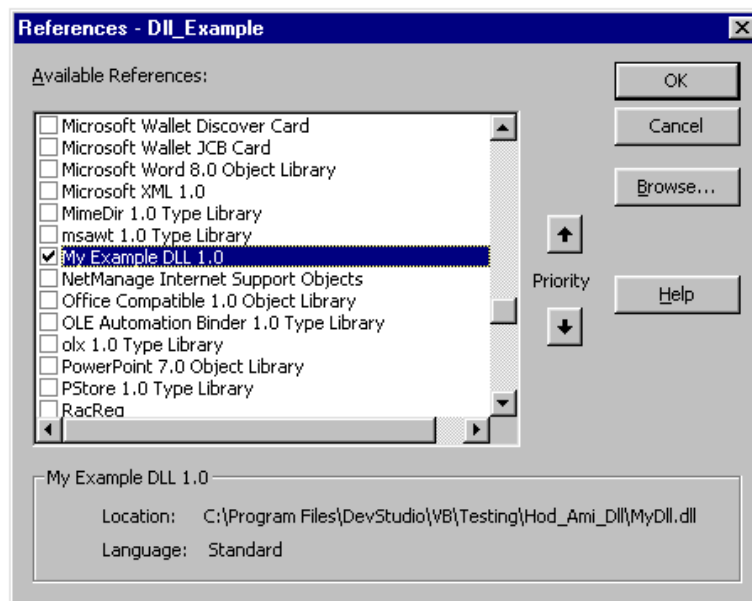 References - Dll_Example
Available References:
OK
Cancel
Browse...
Help
Microsoft Wallet Discover Card
Microsoft Wallet JCB Card
Microsoft Word 8.0 Object Library
Microsoft XML 1.0
MimeDir 1.0 Type Library
msawt 1.0 Type Library
My Example DLL 1.0
NetManage Internet Support Objects
Office Compatible 1.0 Object Library
OLE Automation Binder 1.0 Type Library
olx 1.0 Type Library
PowerPoint 7.0 Object Library
PStore 1.0 Type Library
RacReg
Priority
My Example DLL 1.0
Location: C:\Program Files\DevStudio\VB\Testing\Hod_Ami_Dll\MyDll.dll
Language: Standard